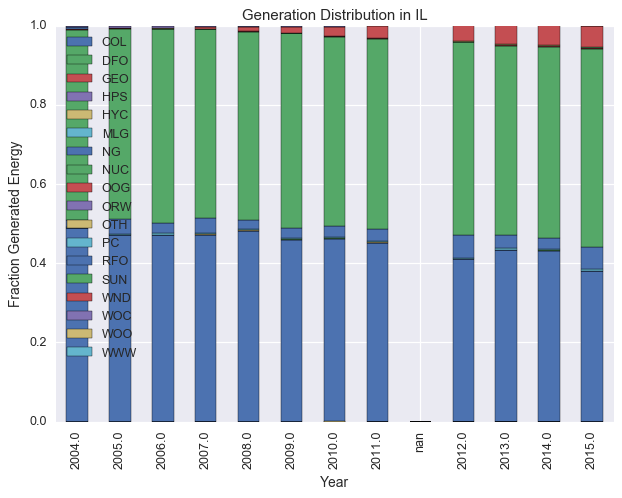 Generation Distribution in IL
1.0
0.8
0.6
0.4
0.2
0.0
Fraction Generated Energy
COL
DFO
GEO
HPS
HYC
MLG
NG
NUC
OOG
ORW
OTH
PC
RFO
SUN
WND
WOC
WOO
WWW
2004.0
2005.0
2006.0
2007.0
2008.0
2009.0
2010.0
2011.0
nan
2012.0
2013.0
2014.0
2015.0
Year